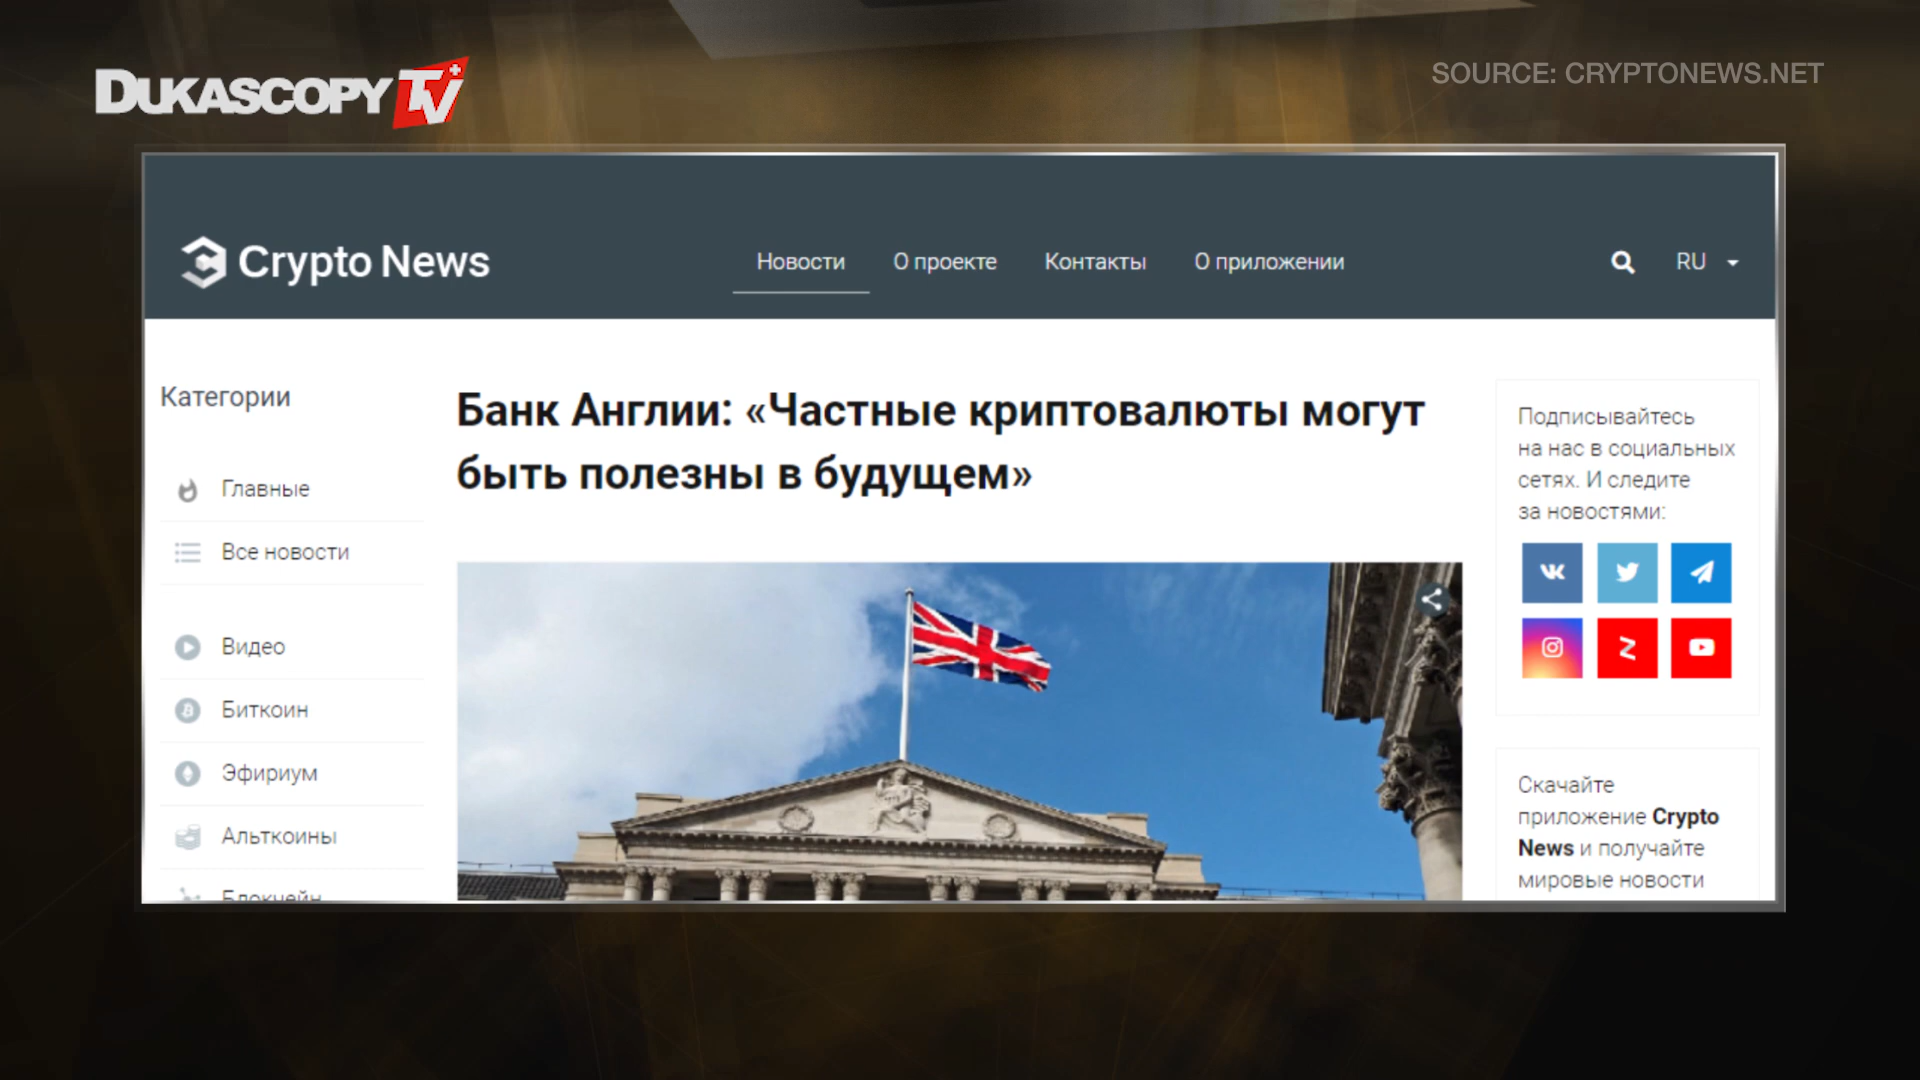 DUKASCOPY TV
SOURCE: CRYPTONEWS.NET
Crypto News
Новости
О проекте
Контакты
О приложении
RU
Категории
Главные
Все новости
Видео
Биткоин
Эфириум
Альткоины
Блокчейн
Банк Англии: «Частные криптовалюты могут
быть полезны в будущем»
Подписывайтесь
на нас в социальных
сетях. И следите
за новостями:
Скачайте
приложение Crypto
News и получайте
мировые новости